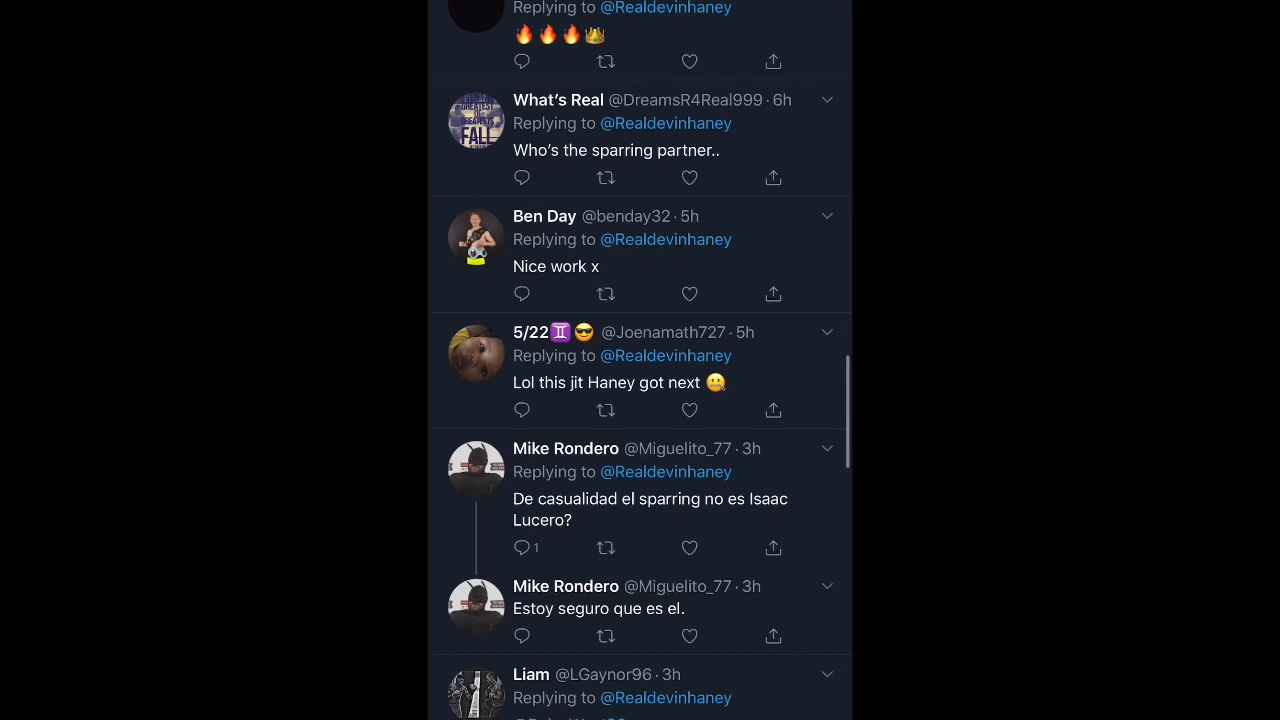 Replying to @Realdevinhaney
🔥🔥🔥👑
What's Real @DreamsR4Real999 · 6h
Replying to @Realdevinhaney
Who's the sparring partner..
Ben Day @benday32 · 5h
Replying to @Realdevinhaney
Nice work x
5/22♊😎 @Joenamath727 · 5h
Replying to @Realdevinhaney
Lol this jit Haney got next 🤐
Mike Rondero @Miguelito_77 · 3h
Replying to @Realdevinhaney
De casualidad el sparring no es Isaac
Lucero?
1
Mike Rondero @Miguelito_77 · 3h
Estoy seguro que es el.
Liam @LGaynor96 · 3h
Replying to @Realdevinhaney